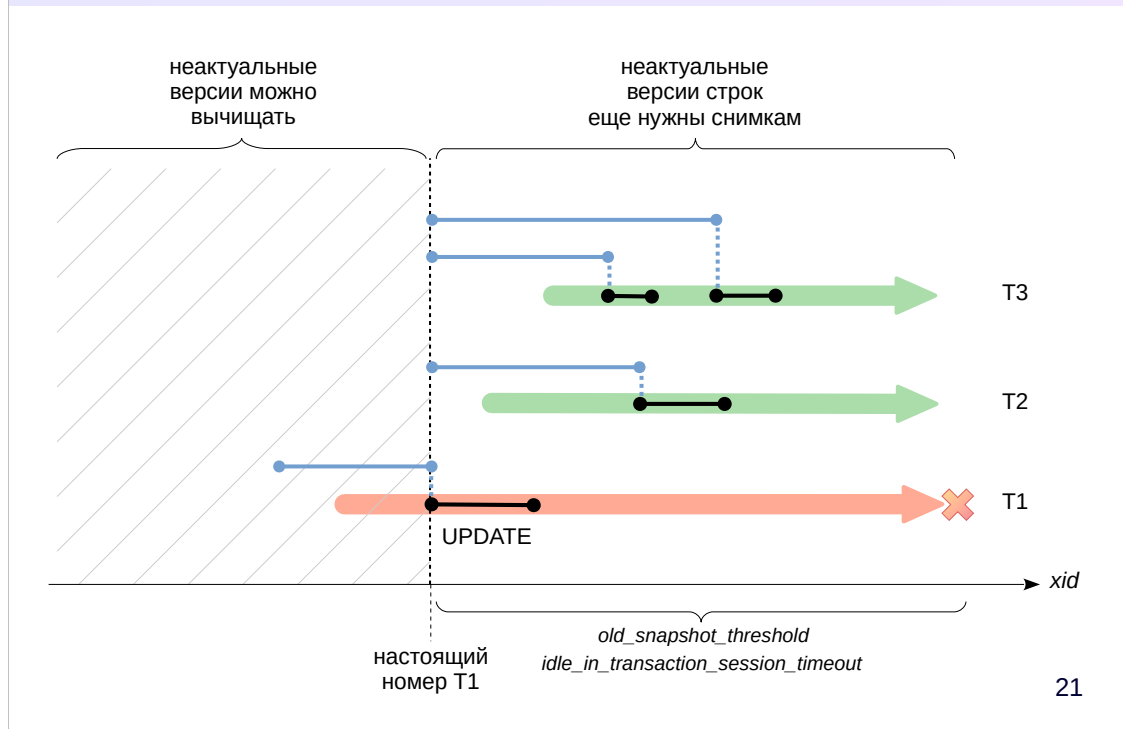 неактуальные
версии можно
вычищать
неактуальные
версии строк
еще нужны снимкам
T3
T2
T1
UPDATE
xid
настоящий
номер T1
old_snapshot_threshold
idle_in_transaction_session_timeout
21